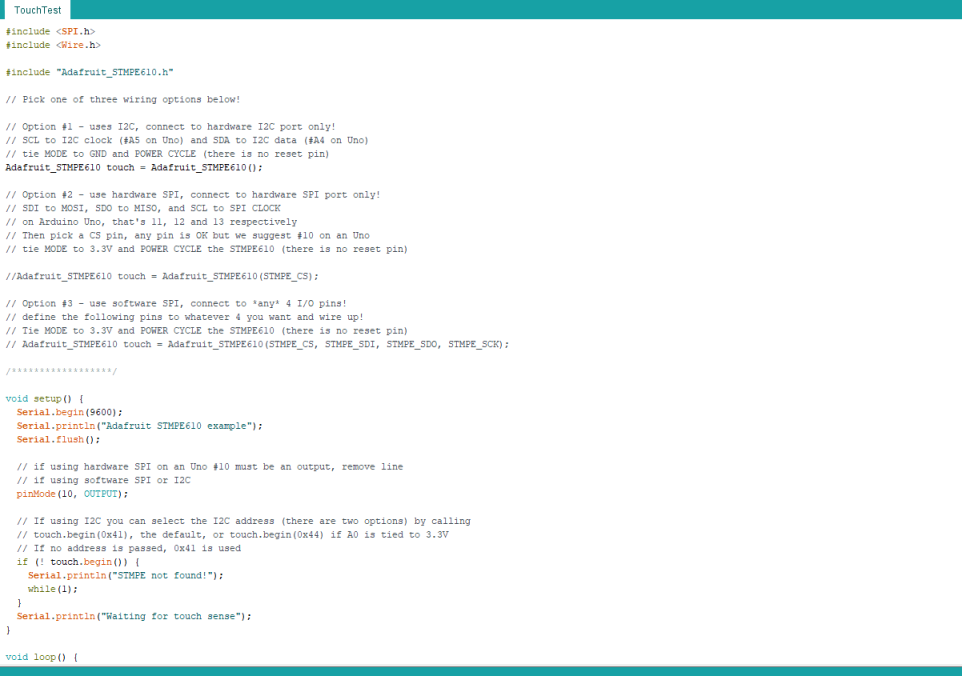 TouchTest
#include <SPI.h>
#include <Wire.h>
#include "Adafruit_STMPE610.h"
// Pick one of three wiring options below!
// Option #1 - uses I2C, connect to hardware I2C port only!
// SCL to I2C clock (#A5 on Uno) and SDA to I2C data (#A4 on Uno)
// tie MODE to GND and POWER CYCLE (there is no reset pin)
Adafruit_STMPE610 touch = Adafruit_STMPE610();
// Option #2 - use hardware SPI, connect to hardware SPI port only!
// SDI to MOSI, SDO to MISO, and SCL to SPI CLOCK
// on Arduino Uno, that's 11, 12 and 13 respectively
// Then pick a CS pin, any pin is OK but we suggest #10 on an Uno
// tie MODE to 3.3V and POWER CYCLE the STMPE610 (there is no reset pin)
//Adafruit_STMPE610 touch = Adafruit_STMPE610(STMPE_CS);
// Option #3 - use software SPI, connect to *any* 4 I/O pins!
// define the following pins to whatever 4 you want and wire up!
// Tie MODE to 3.3V and POWER CYCLE the STMPE610 (there is no reset pin)
// Adafruit_STMPE610 touch = Adafruit_STMPE610(STMPE_CS, STMPE_SDI, STMPE_SDO, STMPE_SCK);
/******************/
void setup() {
  Serial.begin(9600);
  Serial.println("Adafruit STMPE610 example");
  Serial.flush();
  // if using hardware SPI on an Uno #10 must be an output, remove line
  // if using software SPI or I2C
  pinMode(10, OUTPUT);
  // If using I2C you can select the I2C address (there are two options) by calling
  // touch.begin(0x41), the default, or touch.begin(0x44) if A0 is tied to 3.3V
  // If no address is passed, 0x41 is used
  if (! touch.begin()) {
    Serial.println("STMPE not found!");
    while(1);
  }
  Serial.println("Waiting for touch sense");
}
void loop() {